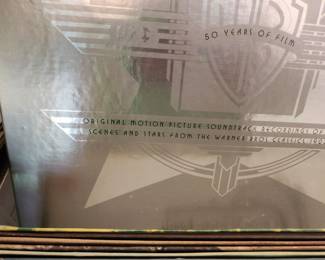 50 YEARS OF FILM
ORIGINAL MOTION PICTURE SOUNDTRACK RECORDINGS OF
SCENES AND STARS FROM THE WARNER BROS. CLASSICS